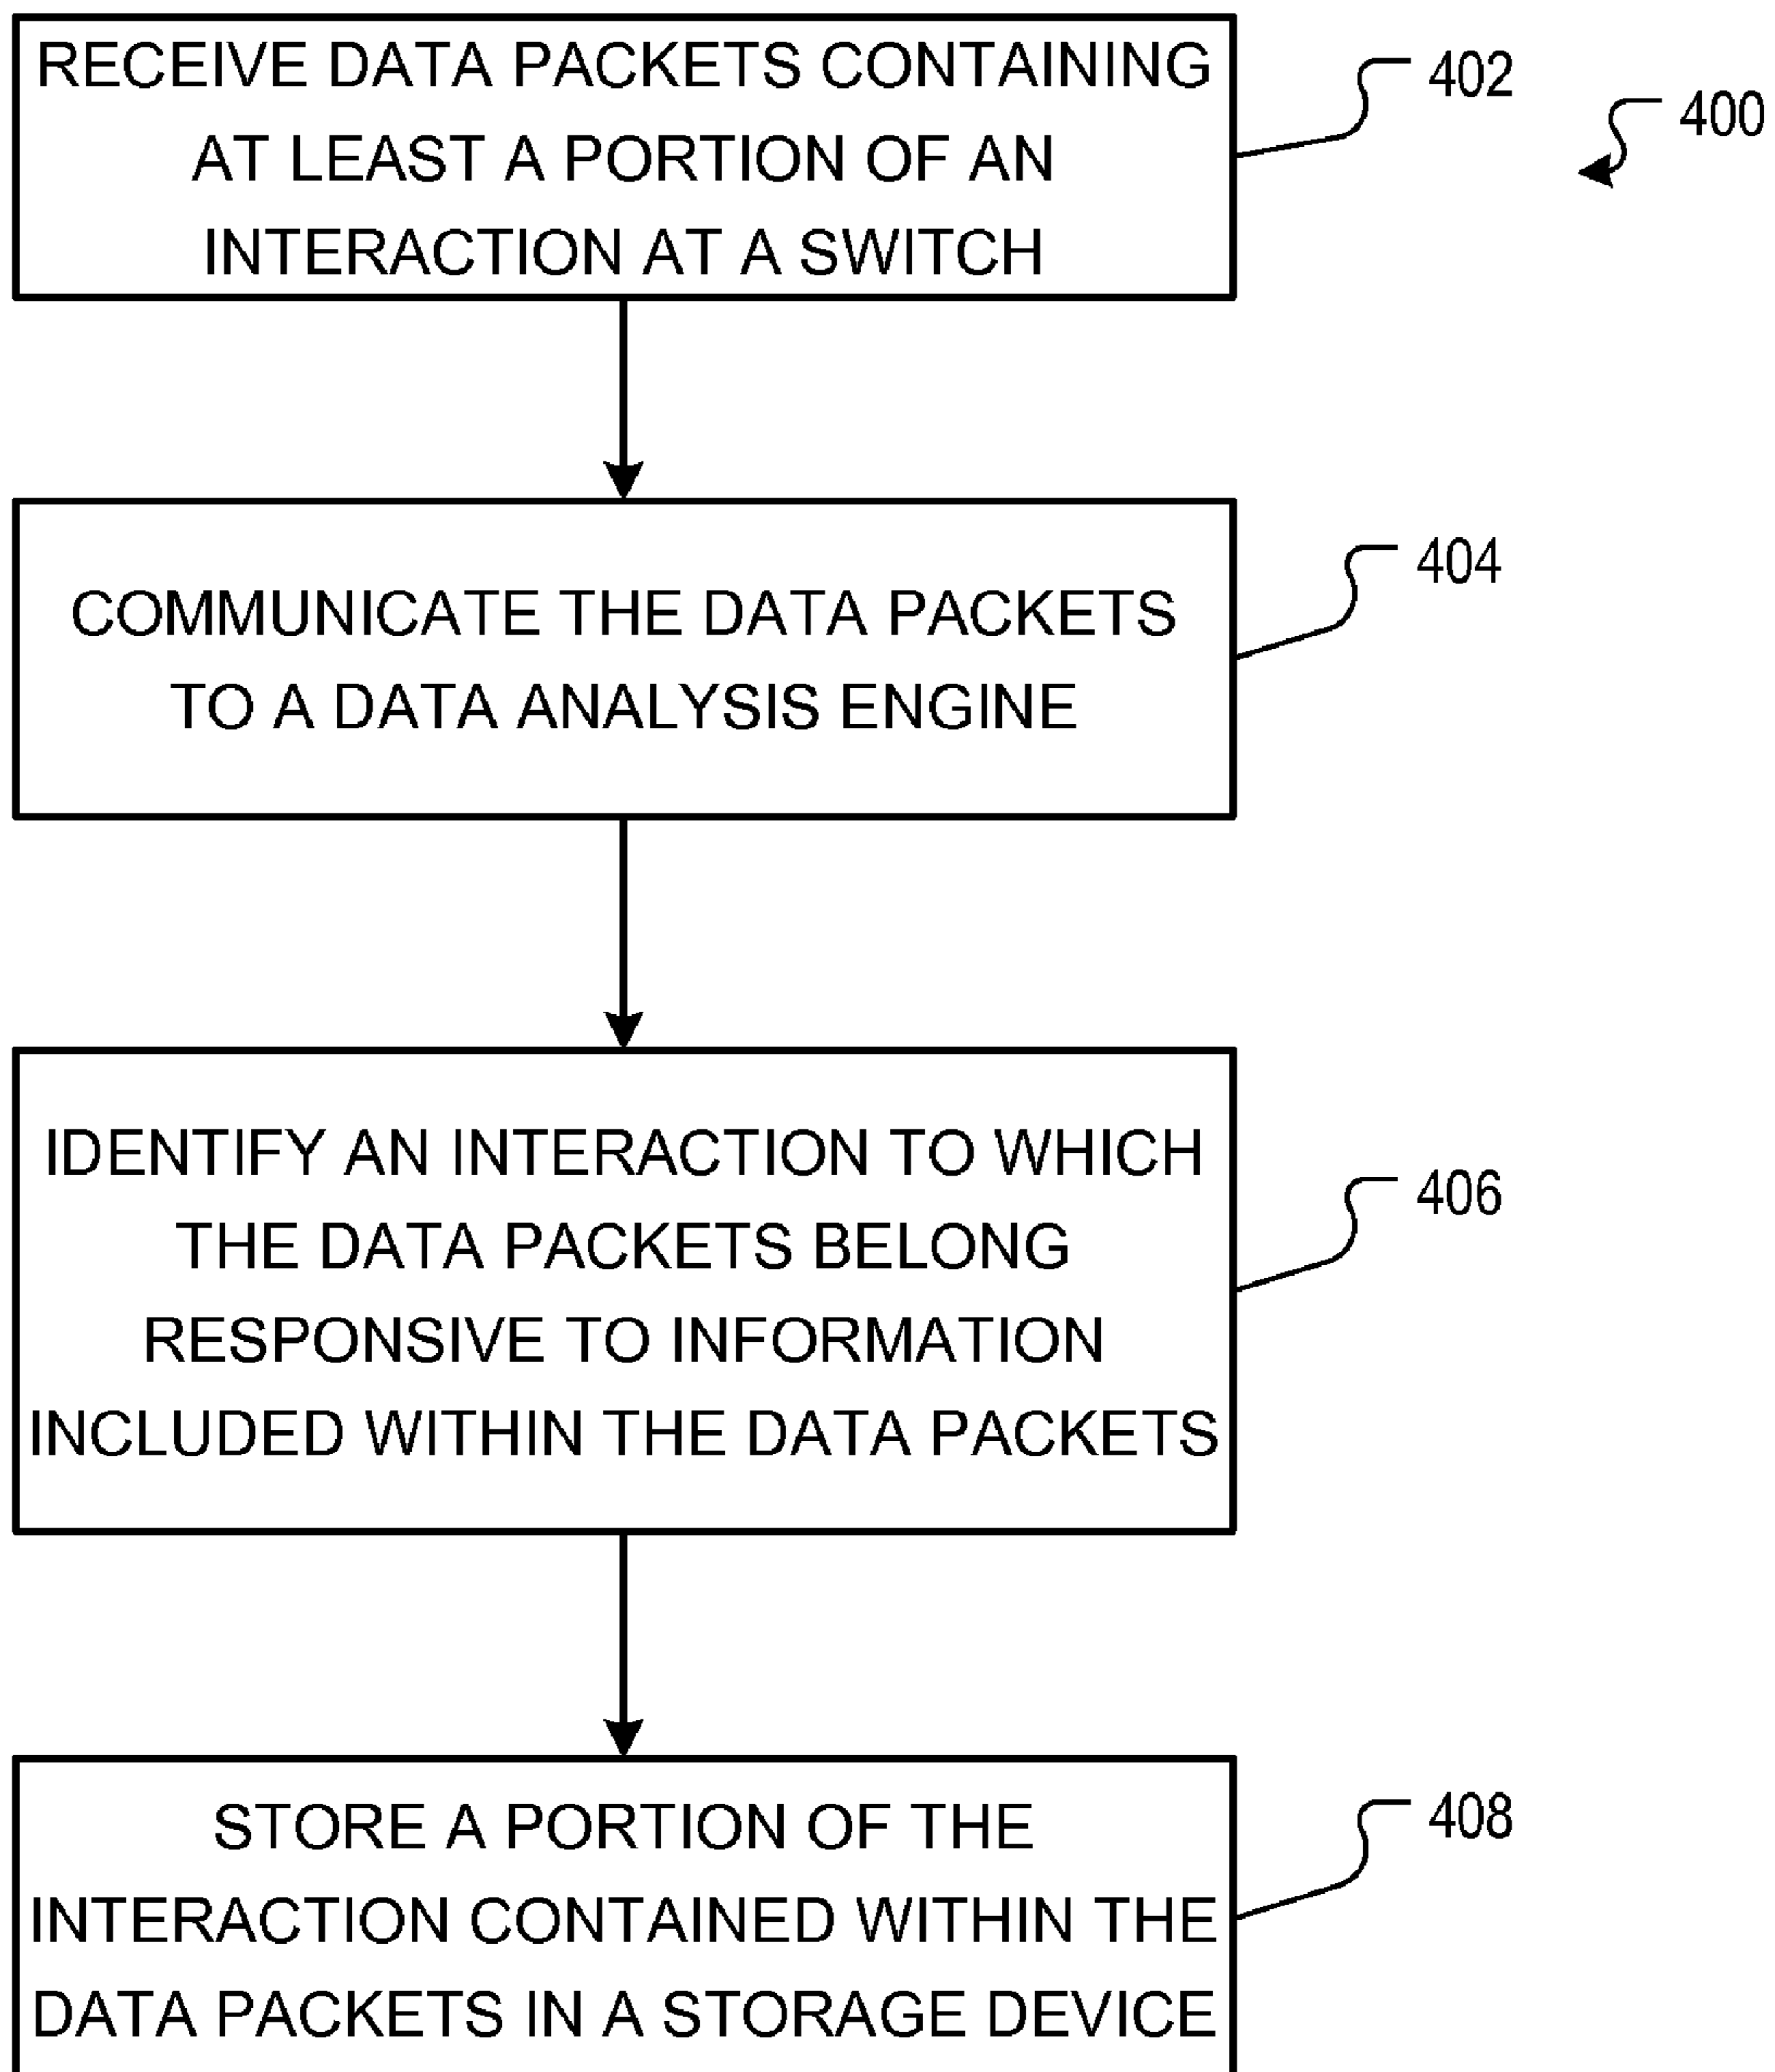 RECEIVE DATA PACKETS CONTAINING
AT LEAST A PORTION OF AN
INTERACTION AT A SWITCH
402
400
COMMUNICATE THE DATA PACKETS
TO A DATA ANALYSIS ENGINE
404
IDENTIFY AN INTERACTION TO WHICH
THE DATA PACKETS BELONG
RESPONSIVE TO INFORMATION
INCLUDED WITHIN THE DATA PACKETS
406
STORE A PORTION OF THE
INTERACTION CONTAINED WITHIN THE
DATA PACKETS IN A STORAGE DEVICE
408